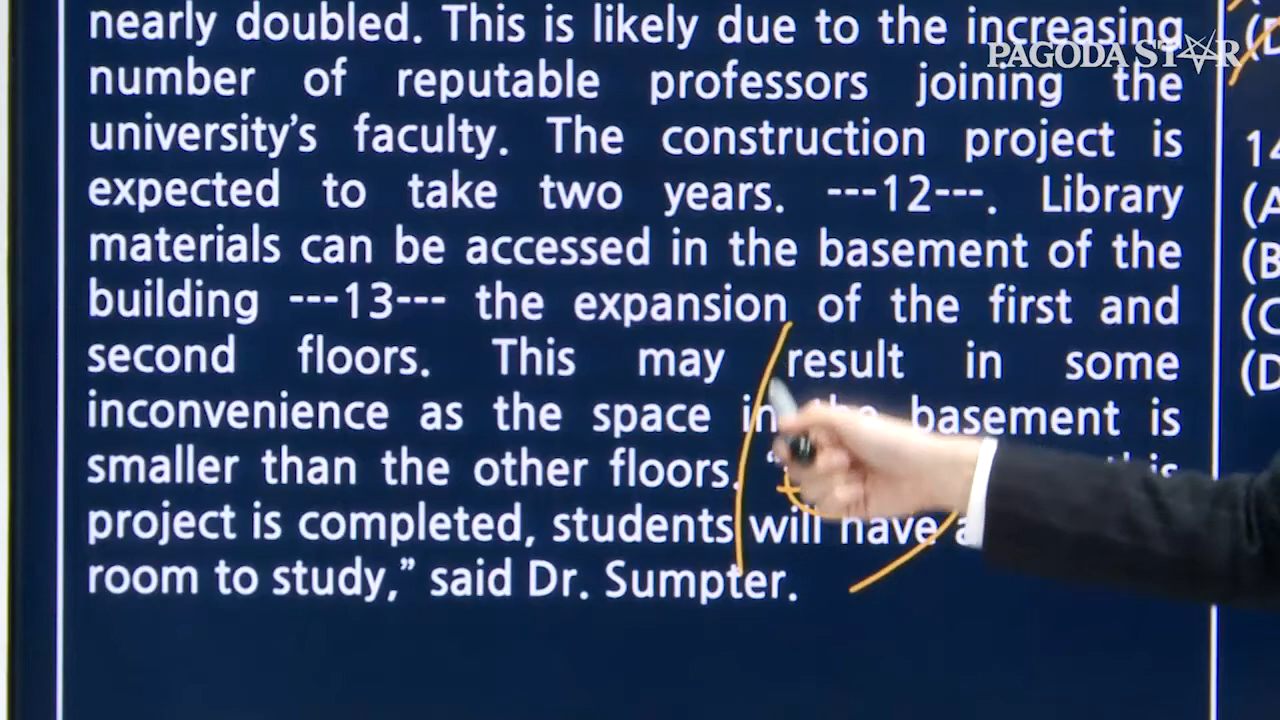 nearly doubled. This is likely due to the increasing
PAGODA STAR
number of reputable professors joining the
university's faculty. The construction project is
expected to take two years. ---12---. Library
materials can be accessed in the basement of the
building ---13--- the expansion of the first and
second floors. This may result in some
inconvenience as the space in the basement is
smaller than the other floors. this
project is completed, students will have
room to study,” said Dr. Sumpter.
(D
14
(A
(B
(C
(D